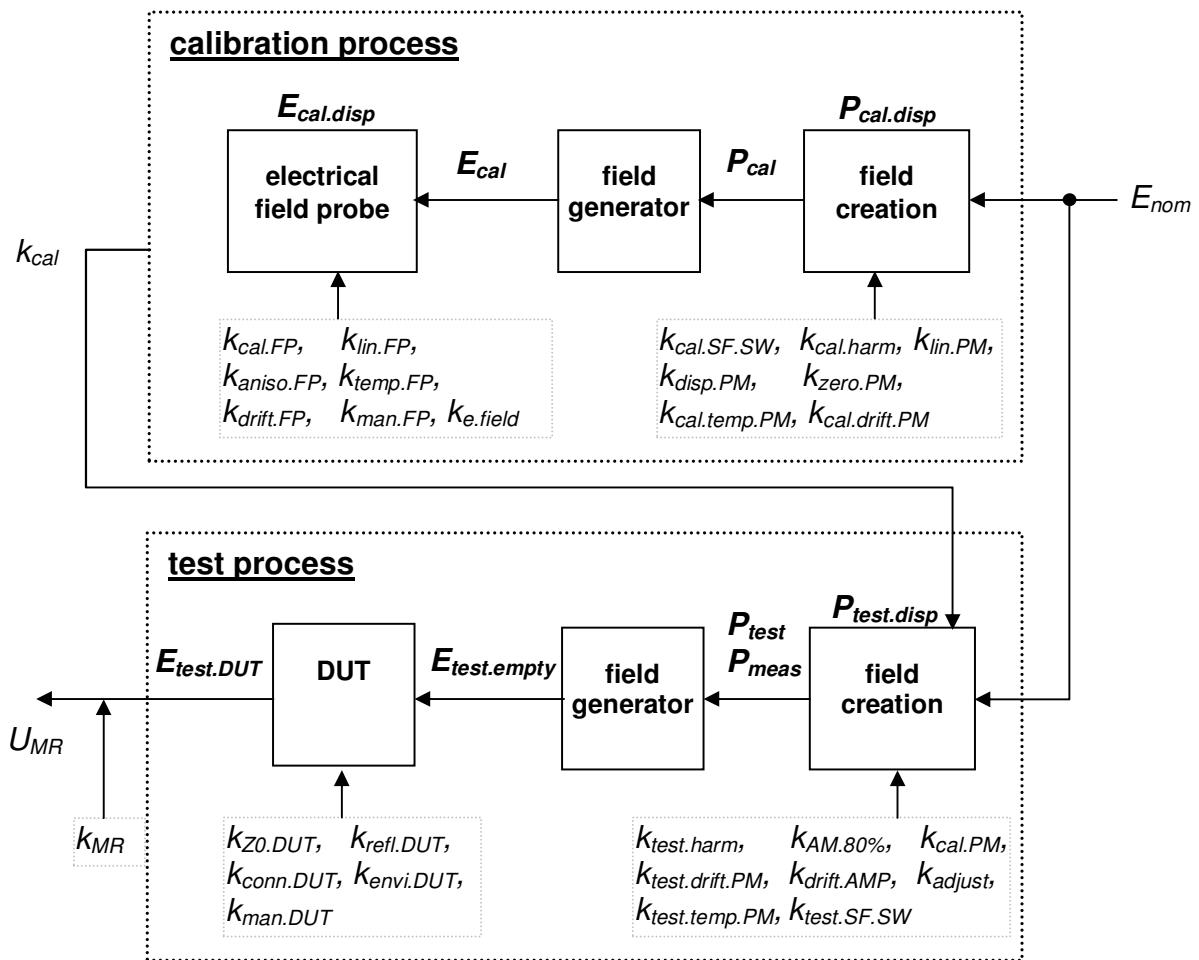 calibration process
E_cal.disp
P_cal.disp
electrical
field probe
E_cal
field
generator
P_cal
field
creation
E_nom
k_cal
k_cal.FP, k_lin.FP,
k_aniso.FP, k_temp.FP,
k_drift.FP, k_man.FP, k_e.field
k_cal.SF.SW, k_cal.harm, k_lin.PM,
k_disp.PM, k_zero.PM,
k_cal.temp.PM, k_cal.drift.PM
test process
P_test.disp
E_test.DUT
DUT
E_test.empty
field
generator
P_test
P_meas
field
creation
U_MR
k_MR
k_Z0.DUT, k_refl.DUT,
k_conn.DUT, k_envi.DUT,
k_man.DUT
k_test.harm, k_AM.80%, k_cal.PM,
k_test.drift.PM, k_drift.AMP, k_adjust,
k_test.temp.PM, k_test.SF.SW